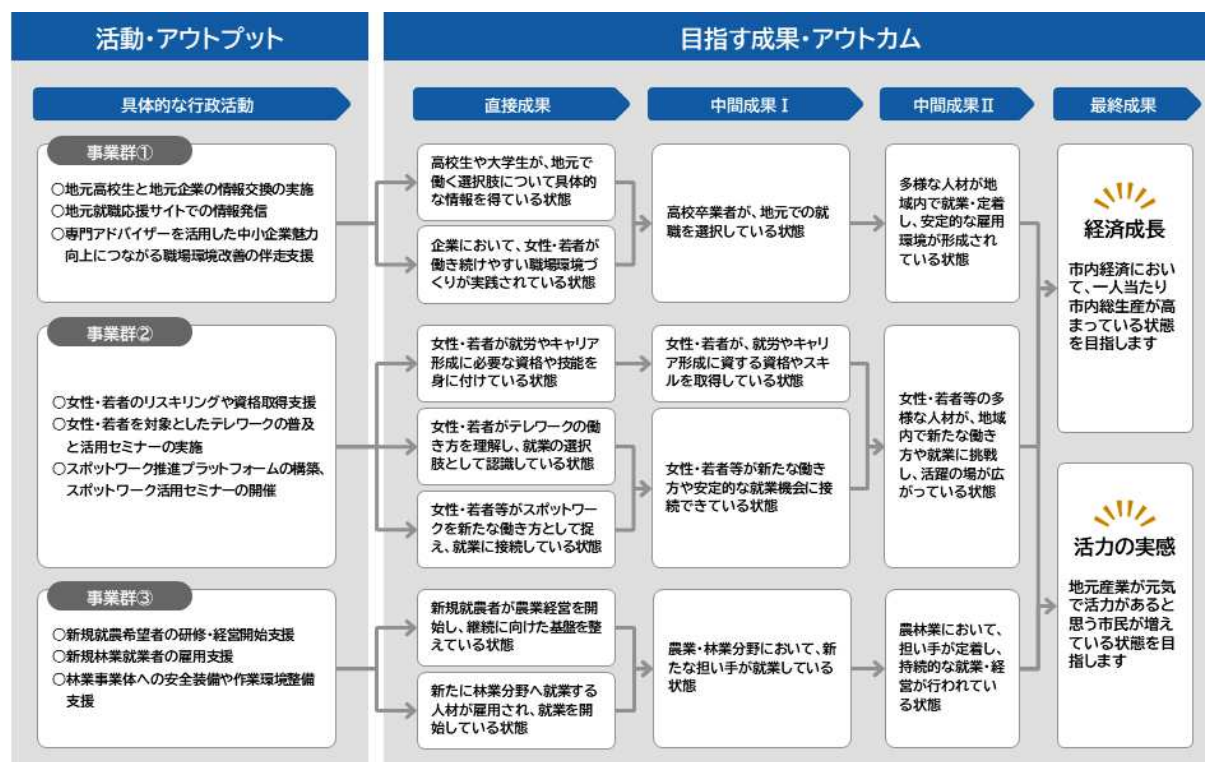 活動・アウトプット
目指す成果・アウトカム
具体的な行政活動
直接成果
中間成果Ⅰ
中間成果Ⅱ
最終成果
事業群①
○地元高校生と地元企業の情報交換の実施
○地元就職応援サイトでの情報発信
○専門アドバイザーを活用した中小企業魅力
向上につながる職場環境改善の伴走支援
高校生や大学生が、地元で
働く選択肢について具体的
な情報を得ている状態
企業において、女性・若者が
働き続けやすい職場環境づ
くりが実践されている状態
高校卒業者が、地元での就
職を選択している状態
多様な人材が地
域内で就業・定着
し、安定的な雇用
環境が形成され
ている状態
事業群②
○女性・若者のリスキリングや資格取得支援
○女性・若者を対象としたテレワークの普及
と活用セミナーの実施
○スポットワーク推進プラットフォームの構築、
スポットワーク活用セミナーの開催
女性・若者が就労やキャリア
形成に必要な資格や技能を
身に付けている状態
女性・若者がテレワークの働
き方を理解し、就業の選択
肢として認識している状態
女性・若者等がスポットワー
クを新たな働き方として捉
え、就業に接続している状態
女性・若者が、就労やキャリ
ア形成に資する資格やスキ
ルを取得している状態
女性・若者等が新たな働き
方や安定的な就業機会に接
続できている状態
女性・若者等の多
様な人材が、地域
内で新たな働き
方や就業に挑戦
し、活躍の場が広
がっている状態
事業群③
○新規就農希望者の研修・経営開始支援
○新規林業就業者の雇用支援
○林業事業体への安全装備や作業環境整備
支援
新規就農者が農業経営を開
始し、継続に向けた基盤を整
えている状態
新たに林業分野へ就業する
人材が雇用され、就業を開
始している状態
農業・林業分野において、新
たな担い手が就業している
状態
農林業において、
担い手が定着し、
持続的な就業・経
営が行われてい
る状態
経済成長
市内経済におい
て、一人当たり
市内総生産が高
まっている状態
を目指します
活力の実感
地元産業が元気
で活力があると
思う市民が増
えている状態を目
指します